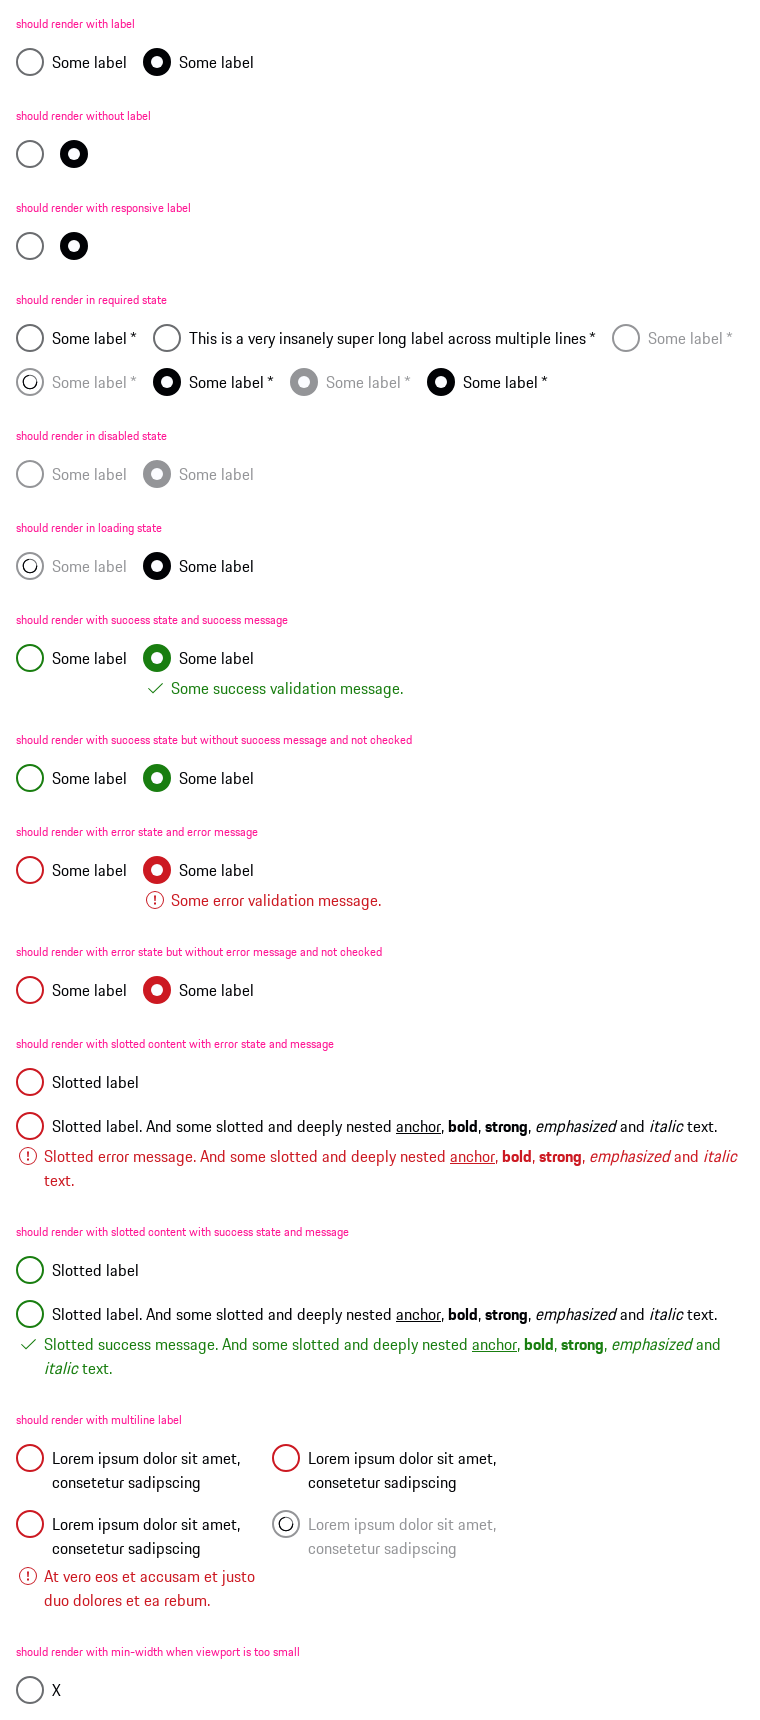 should render with label
Some label Some label
should render without label
should render with responsive label
should render in required state
Some label * This is a very insanely super long label across multiple lines * Some label *
Some label * Some label * Some label * Some label *
should render in disabled state
Some label Some label
should render in loading state
Some label Some label
should render with success state and success message
Some label Some label
Some success validation message.
should render with success state but without success message and not checked
Some label Some label
should render with error state and error message
Some label Some label
Some error validation message.
should render with error state but without error message and not checked
Some label Some label
should render with slotted content with error state and message
Slotted label
Slotted label. And some slotted and deeply nested anchor, bold, strong, emphasized and italic text.
Slotted error message. And some slotted and deeply nested anchor, bold, strong, emphasized and italic
text.
should render with slotted content with success state and message
Slotted label
Slotted label. And some slotted and deeply nested anchor, bold, strong, emphasized and italic text.
Slotted success message. And some slotted and deeply nested anchor, bold, strong, emphasized and
italic text.
should render with multiline label
Lorem ipsum dolor sit amet,
consetetur sadipscing
Lorem ipsum dolor sit amet,
consetetur sadipscing
Lorem ipsum dolor sit amet,
consetetur sadipscing
At vero eos et accusam et justo
duo dolores et ea rebum.
Lorem ipsum dolor sit amet,
consetetur sadipscing
should render with min-width when viewport is too small
X